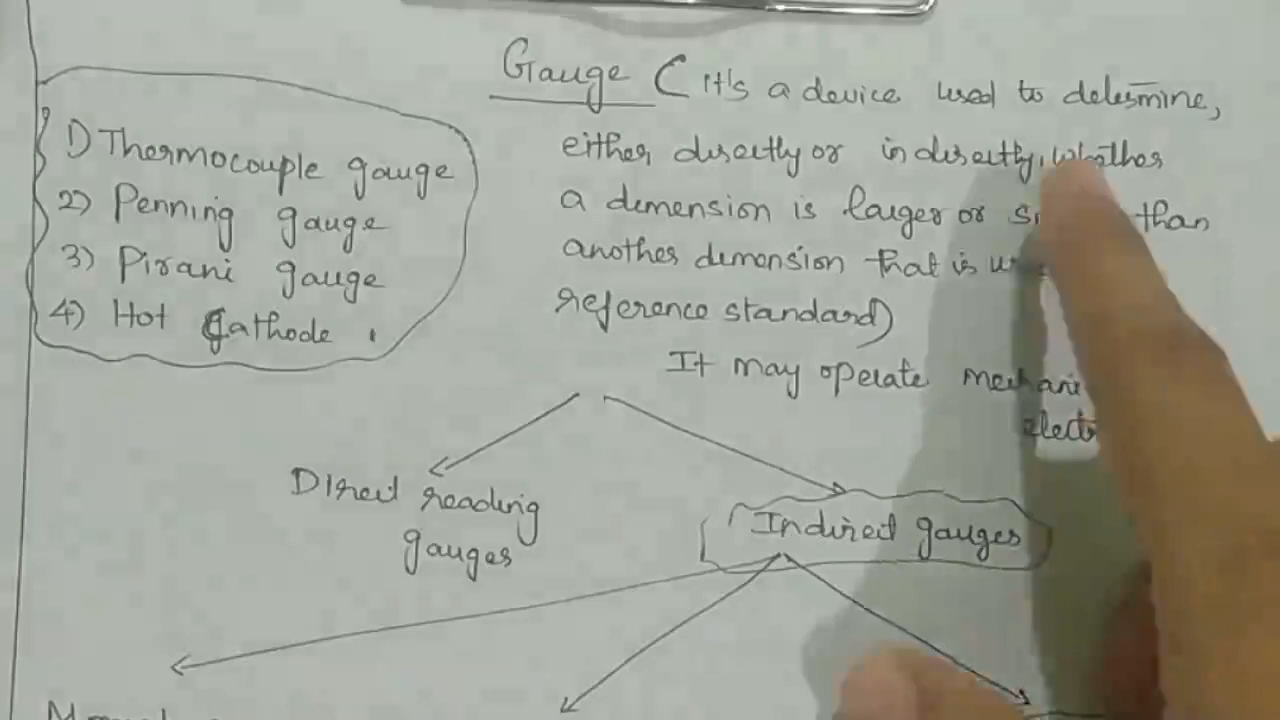 Gauge (It's a device used to determine,
either directly or indirectly, whether
a dimension is larger or than
another dimension that is
reference standard)
It may operate
1) Thermocouple gauge
2) Penning gauge
3) Pirani gauge
4) Hot Cathode
Direct reading
gauges
Indirect gauges